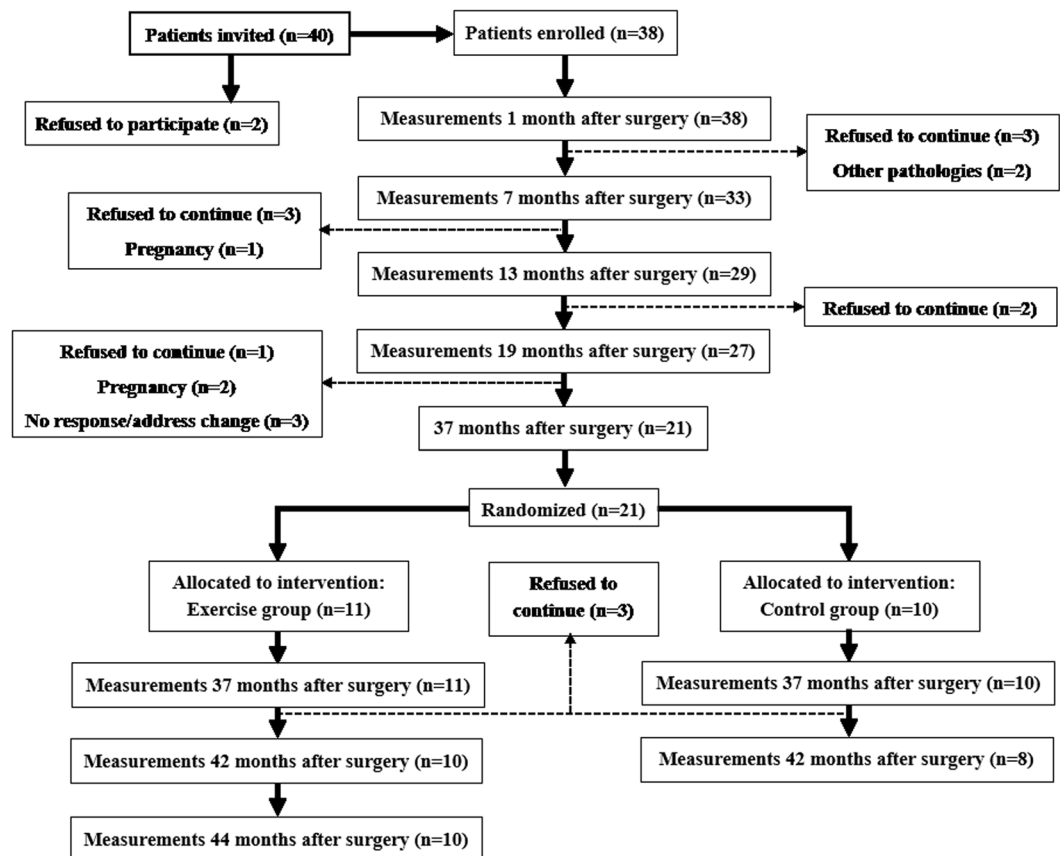 Patients invited (n=40)
Patients enrolled (n=38)
Refused to participate (n=2)
Measurements 1 month after surgery (n=38)
Refused to continue (n=3)
Other pathologies (n=2)
Measurements 7 months after surgery (n=33)
Refused to continue (n=3)
Pregnancy (n=1)
Measurements 13 months after surgery (n=29)
Refused to continue (n=2)
Measurements 19 months after surgery (n=27)
Refused to continue (n=1)
Pregnancy (n=2)
No response/address change (n=3)
37 months after surgery (n=21)
Randomized (n=21)
Allocated to intervention:
Exercise group (n=11)
Refused to
continue (n=3)
Allocated to intervention:
Control group (n=10)
Measurements 37 months after surgery (n=11)
Measurements 37 months after surgery (n=10)
Measurements 42 months after surgery (n=10)
Measurements 42 months after surgery (n=8)
Measurements 44 months after surgery (n=10)